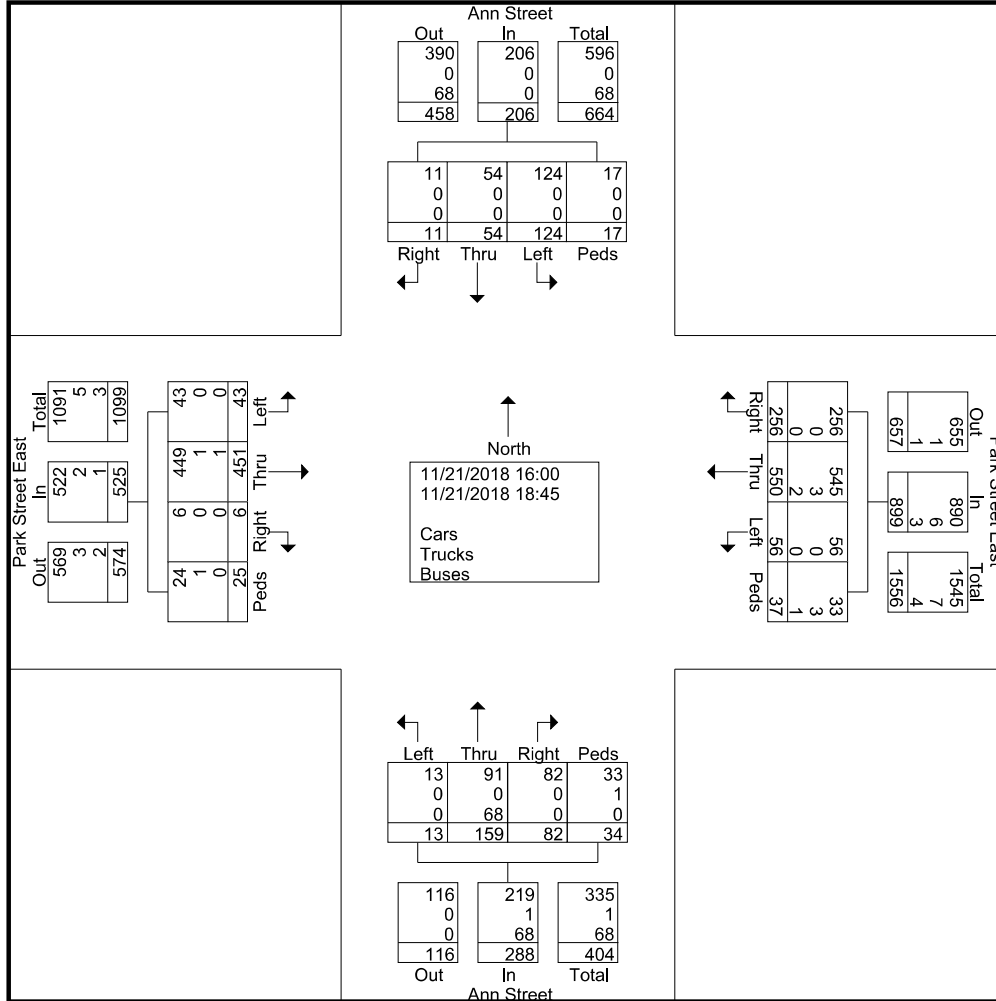 Ann Street
Out In Total
390 206 596
0 0 0
68 0 68
458 206 664
11 54 124 17
0 0 0 0
0 0 0 0
11 54 124 17
Right Thru Left Peds
Park Street East
Total In Out
1091 522 569
5 2 3
3 1 2
1099 525 574
43 449 6 24
0 1 0 1
0 1 0 0
43 451 6 25
Left Thru Right Peds
North
11/21/2018 16:00
11/21/2018 18:45
Cars
Trucks
Buses
Right Thru Left Peds
256 545 56 33
0 3 0 3
0 2 0 1
256 550 56 37
Park Street East
Out In Total
655 890 1545
1 6 7
1 3 4
657 899 1556
Left Thru Right Peds
13 91 82 33
0 0 0 1
0 68 0 0
13 159 82 34
116 219 335
0 1 1
0 68 68
116 288 404
Out In Total
Ann Street